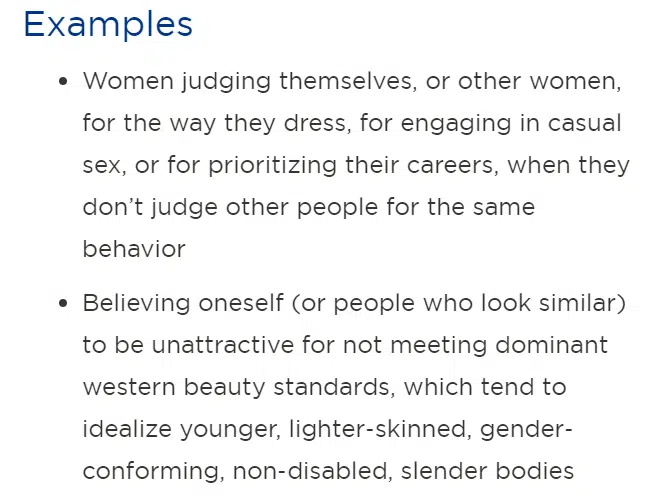 Examples
• Women judging themselves, or other women,
for the way they dress, for engaging in casual
sex, or for prioritizing their careers, when they
don’t judge other people for the same
behavior
• Believing oneself (or people who look similar)
to be unattractive for not meeting dominant
western beauty standards, which tend to
idealize younger, lighter-skinned, gender-
conforming, non-disabled, slender bodies